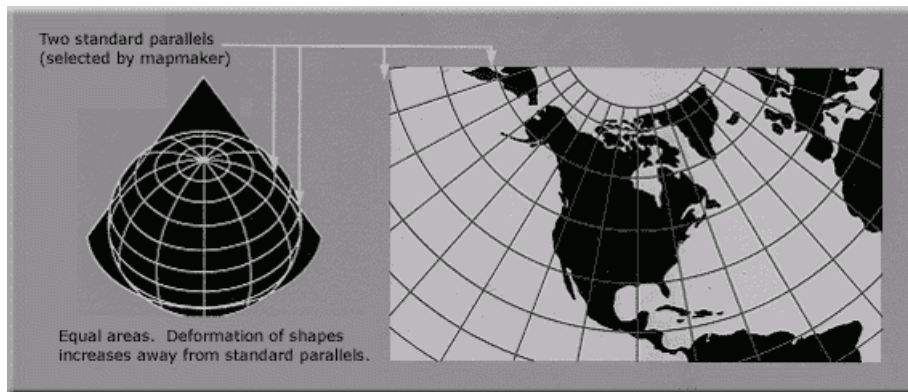 Two standard parallels
(selected by mapmaker)
Equal areas.  Deformation of shapes
increases away from standard parallels.